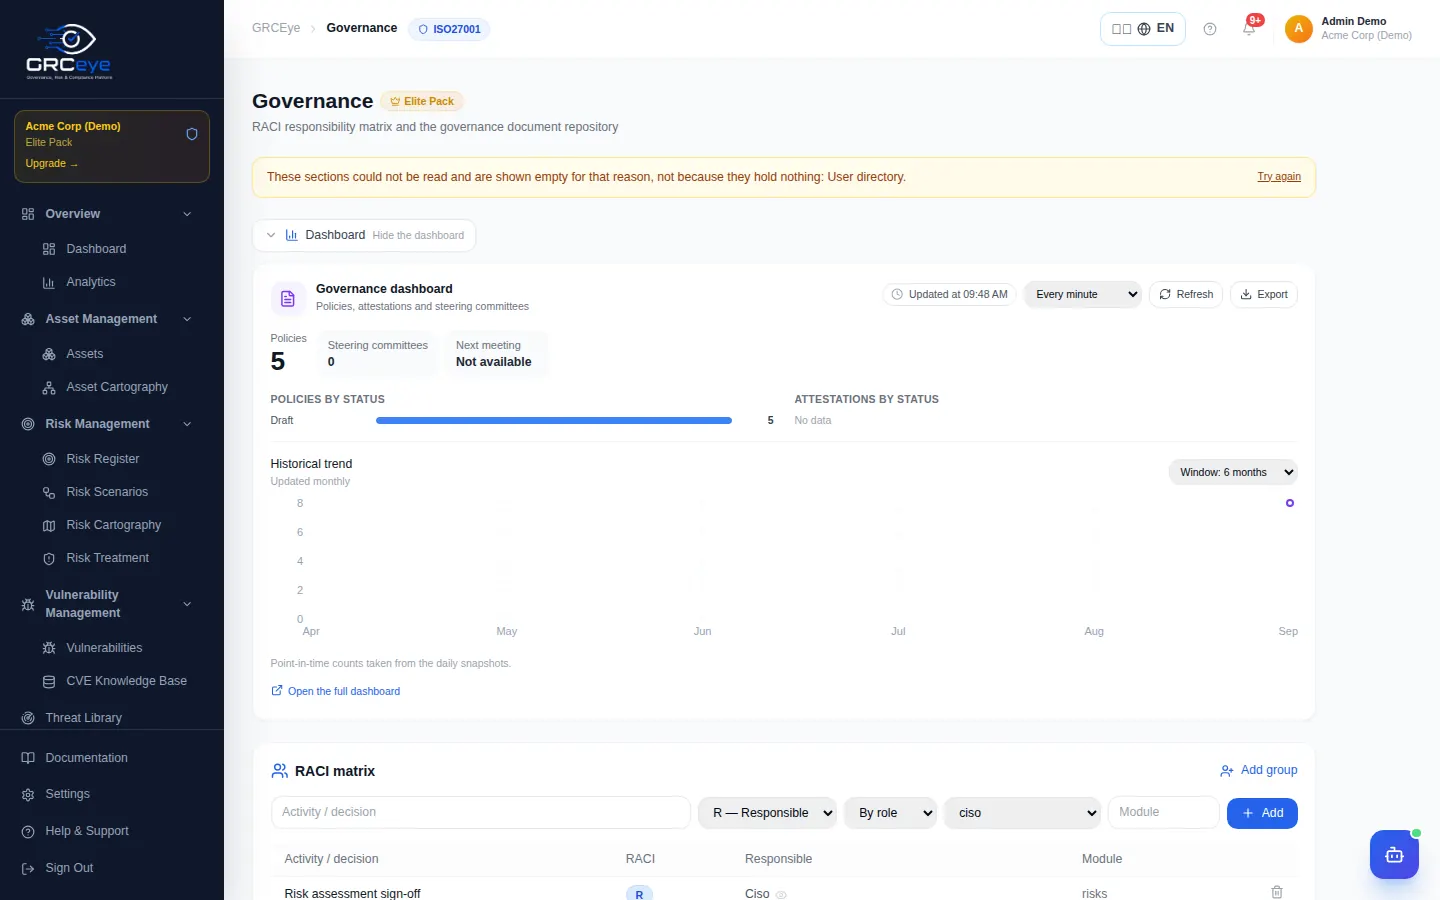 GRCeye
Governance, Risk & Compliance Matters
Acme Corp (Demo)
Elite Pack
Upgrade →
Overview
Dashboard
Analytics
Asset Management
Assets
Asset Cartography
Risk Management
Risk Register
Risk Scenarios
Risk Cartography
Risk Treatment
Vulnerability
Management
Vulnerabilities
CVE Knowledge Base
Threat Library
Documentation
Settings
Help & Support
Sign Out
GRCEye > Governance ISO27001
EN
9+
A
Admin Demo
Acme Corp (Demo)
Governance Elite Pack
RACI responsibility matrix and the governance document repository
These sections could not be read and are shown empty for that reason, not because they hold nothing: User directory. Try again
Dashboard Hide the dashboard
Governance dashboard
Policies, attestations and steering committees
Updated at 09:48 AM Every minute Refresh Export
Policies
5
Steering committees
0
Next meeting
Not available
POLICIES BY STATUS
Draft 5
ATTESTATIONS BY STATUS
No data
Historical trend
Updated monthly
Window: 6 months
8
6
4
2
0
Apr May Jun Jul Aug Sep
Point-in-time counts taken from the daily snapshots.
Open the full dashboard
RACI matrix Add group
Activity / decision R — Responsible By role ciso Module + Add
Activity / decision RACI Responsible Module
Risk assessment sign-off R Ciso risks